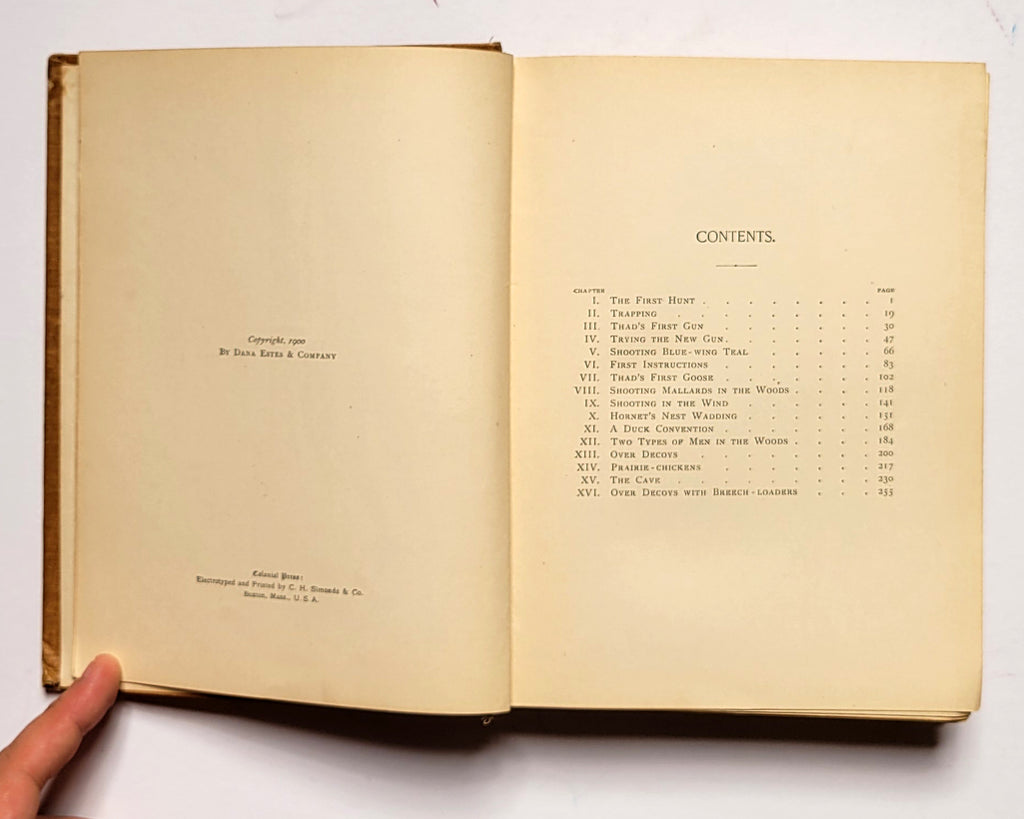 Copyright, 1900
BY DANA ESTES & COMPANY
Colonial Press:
Electrotyped and Printed by C. H. Simonds & Co.
Boston, Mass., U. S. A.
CONTENTS.
CHAPTER PAGE
I. THE FIRST HUNT . . . . . . . . 1
II. TRAPPING . . . . . . . . . 19
III. THAD'S FIRST GUN . . . . . . . 30
IV. TRYING THE NEW GUN . . . . . . . 47
V. SHOOTING BLUE-WING TEAL . . . . . 66
VI. FIRST INSTRUCTIONS . . . . . . . 83
VII. THAD'S FIRST GOOSE . . . . . . . 102
VIII. SHOOTING MALLARDS IN THE WOODS . . . . 118
IX. SHOOTING IN THE WIND . . . . . . 141
X. HORNET'S NEST WADDING . . . . . . 151
XI. A DUCK CONVENTION . . . . . . . 168
XII. TWO TYPES OF MEN IN THE WOODS . . . . 184
XIII. OVER DECOYS . . . . . . . . 200
XIV. PRAIRIE-CHICKENS . . . . . . . 217
XV. THE CAVE . . . . . . . . . 230
XVI. OVER DECOYS WITH BREECH-LOADERS . . . 255